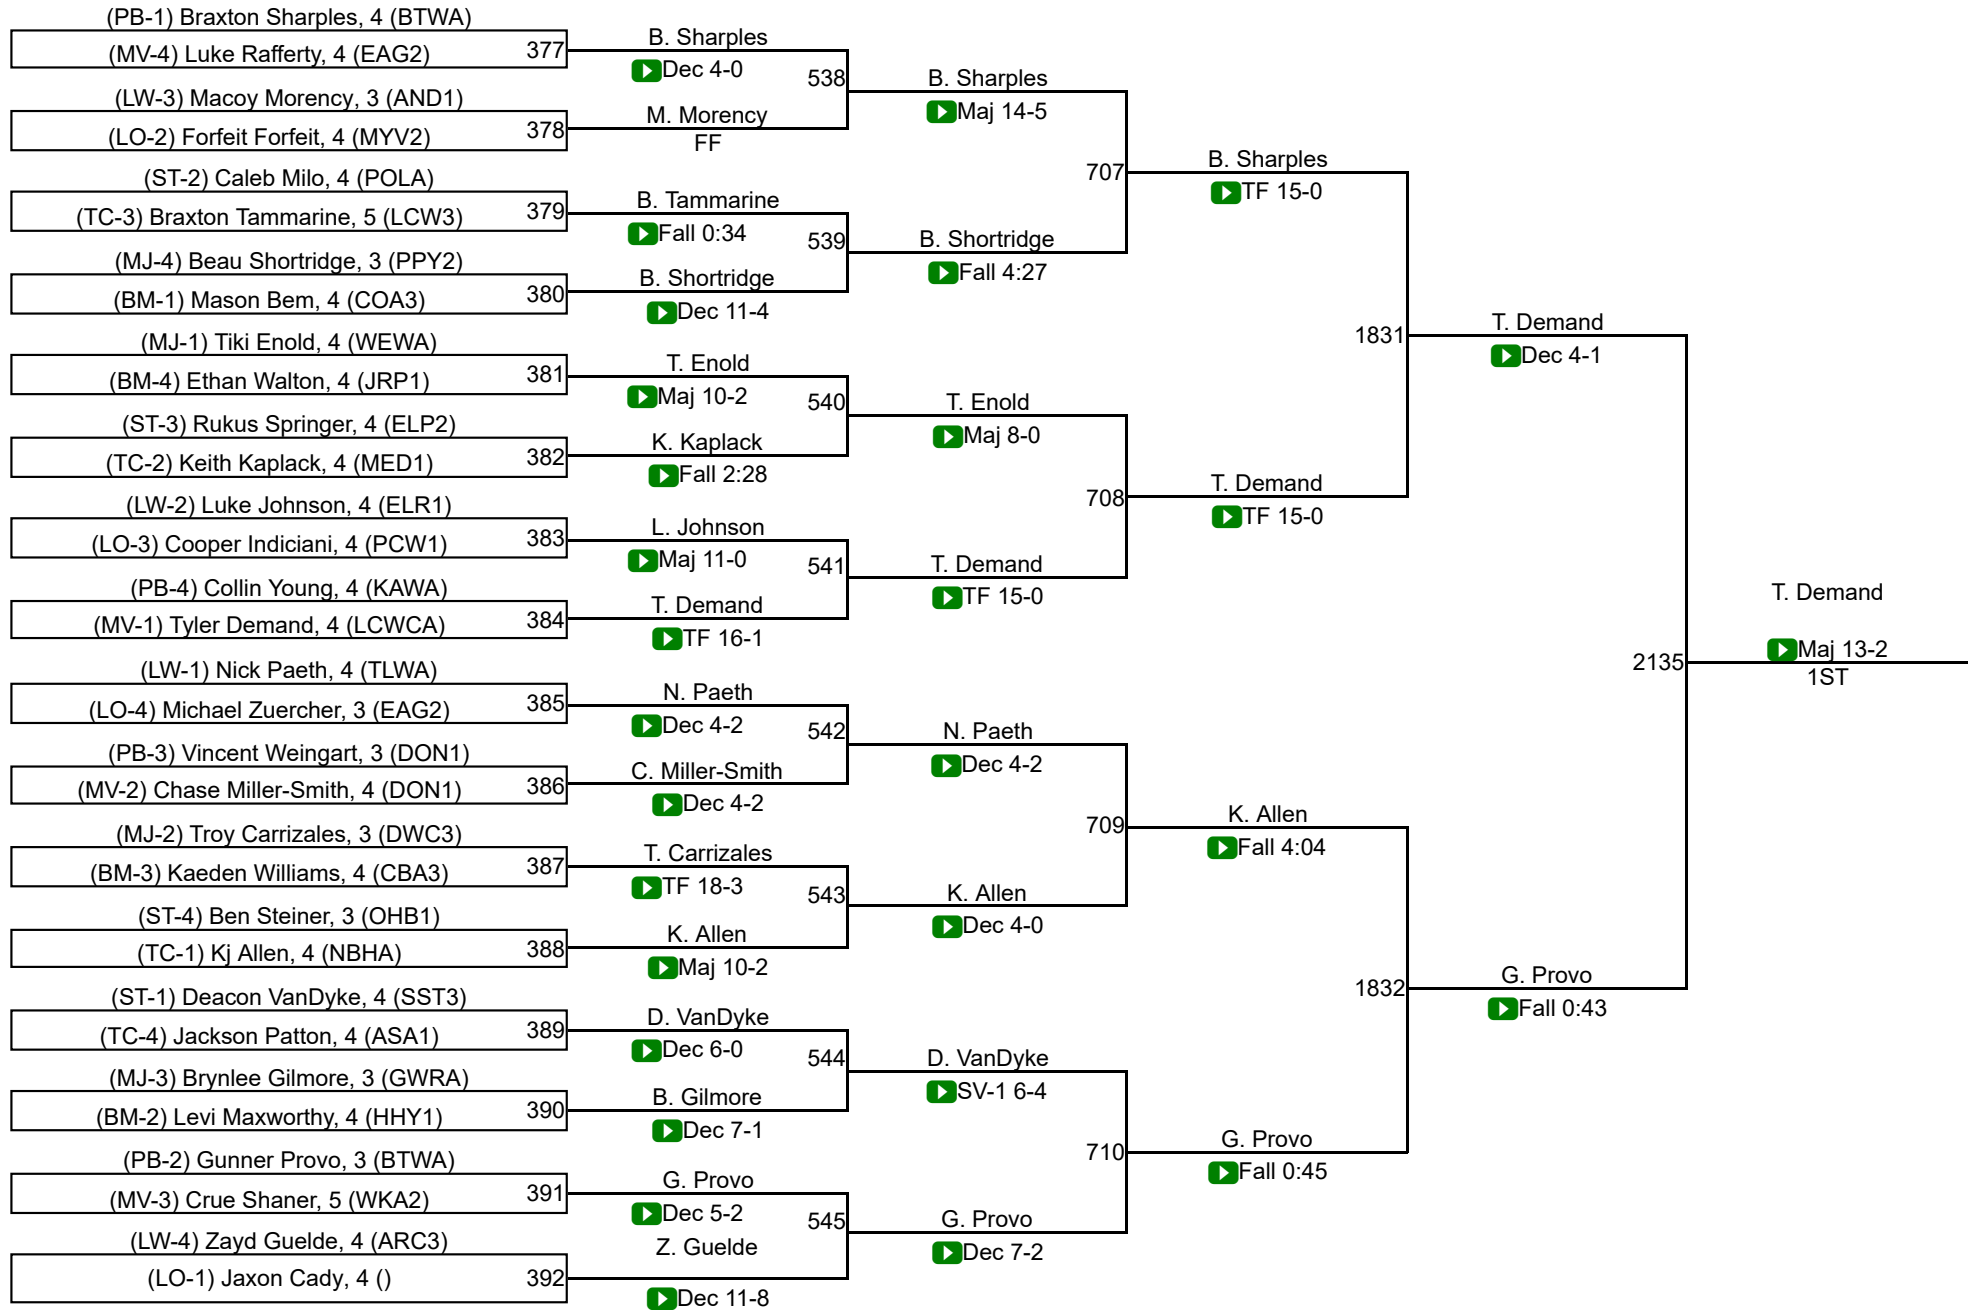 (PB-1) Braxton Sharples, 4 (BTWA)
(MV-4) Luke Rafferty, 4 (EAG2)
377
(LW-3) Macoy Morency, 3 (AND1)
(LO-2) Forfeit Forfeit, 4 (MYV2)
378
(ST-2) Caleb Milo, 4 (POLA)
(TC-3) Braxton Tammarine, 5 (LCW3)
379
(MJ-4) Beau Shortridge, 3 (PPY2)
(BM-1) Mason Bem, 4 (COA3)
380
(MJ-1) Tiki Enold, 4 (WEWA)
(BM-4) Ethan Walton, 4 (JRP1)
381
(ST-3) Rukus Springer, 4 (ELP2)
(TC-2) Keith Kaplack, 4 (MED1)
382
(LW-2) Luke Johnson, 4 (ELR1)
(LO-3) Cooper Indiciani, 4 (PCW1)
383
(PB-4) Collin Young, 4 (KAWA)
(MV-1) Tyler Demand, 4 (LCWCA)
384
(LW-1) Nick Paeth, 4 (TLWA)
(LO-4) Michael Zuercher, 3 (EAG2)
385
(PB-3) Vincent Weingart, 3 (DON1)
(MV-2) Chase Miller-Smith, 4 (DON1)
386
(MJ-2) Troy Carrizales, 3 (DWC3)
(BM-3) Kaeden Williams, 4 (CBA3)
387
(ST-4) Ben Steiner, 3 (OHB1)
(TC-1) Kj Allen, 4 (NBHA)
388
(ST-1) Deacon VanDyke, 4 (SST3)
(TC-4) Jackson Patton, 4 (ASA1)
389
(MJ-3) Brynlee Gilmore, 3 (GWRA)
(BM-2) Levi Maxworthy, 4 (HHY1)
390
(PB-2) Gunner Provo, 3 (BTWA)
(MV-3) Crue Shaner, 5 (WKA2)
391
(LW-4) Zayd Guelde, 4 (ARC3)
(LO-1) Jaxon Cady, 4 ()
392
B. Sharples
Dec 4-0
538
M. Morency
FF
B. Tammarine
Fall 0:34
539
B. Shortridge
Dec 11-4
T. Enold
Maj 10-2
540
K. Kaplack
Fall 2:28
L. Johnson
Maj 11-0
541
T. Demand
TF 16-1
N. Paeth
Dec 4-2
542
C. Miller-Smith
Dec 4-2
T. Carrizales
TF 18-3
543
K. Allen
Maj 10-2
D. VanDyke
Dec 6-0
544
B. Gilmore
Dec 7-1
G. Provo
Dec 5-2
545
Z. Guelde
Dec 11-8
B. Sharples
Maj 14-5
707
B. Shortridge
Fall 4:27
T. Enold
Maj 8-0
708
T. Demand
TF 15-0
N. Paeth
Dec 4-2
709
K. Allen
Dec 4-0
D. VanDyke
SV-1 6-4
710
G. Provo
Dec 7-2
B. Sharples
TF 15-0
1831
T. Demand
TF 15-0
K. Allen
Fall 4:04
1832
G. Provo
Fall 0:45
T. Demand
Dec 4-1
2135
G. Provo
Fall 0:43
T. Demand
Maj 13-2
1ST